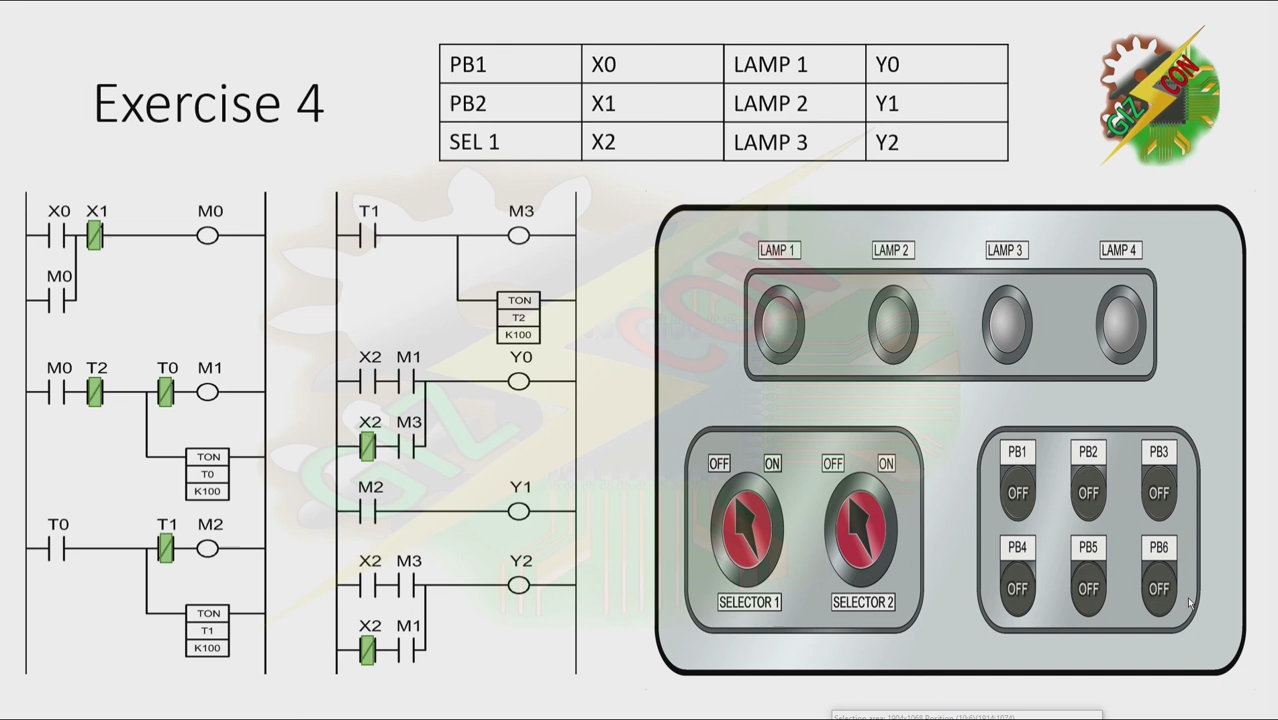 Exercise 4
PB1 X0 LAMP 1 Y0
PB2 X1 LAMP 2 Y1
SEL 1 X2 LAMP 3 Y2
GIZ CON
X0 X1 M0
M0
M0 T2 T0 M1
TON
T0
K100
T0 T1 M2
TON
T1
K100
T1 M3
TON
T2
K100
X2 M1 Y0
X2 M3
M2 Y1
X2 M3 Y2
X2 M1
GIZ CON
LAMP 1 LAMP 2 LAMP 3 LAMP 4
OFF ON OFF ON
SELECTOR 1 SELECTOR 2
PB1 PB2 PB3
OFF OFF OFF
PB4 PB5 PB6
OFF OFF OFF